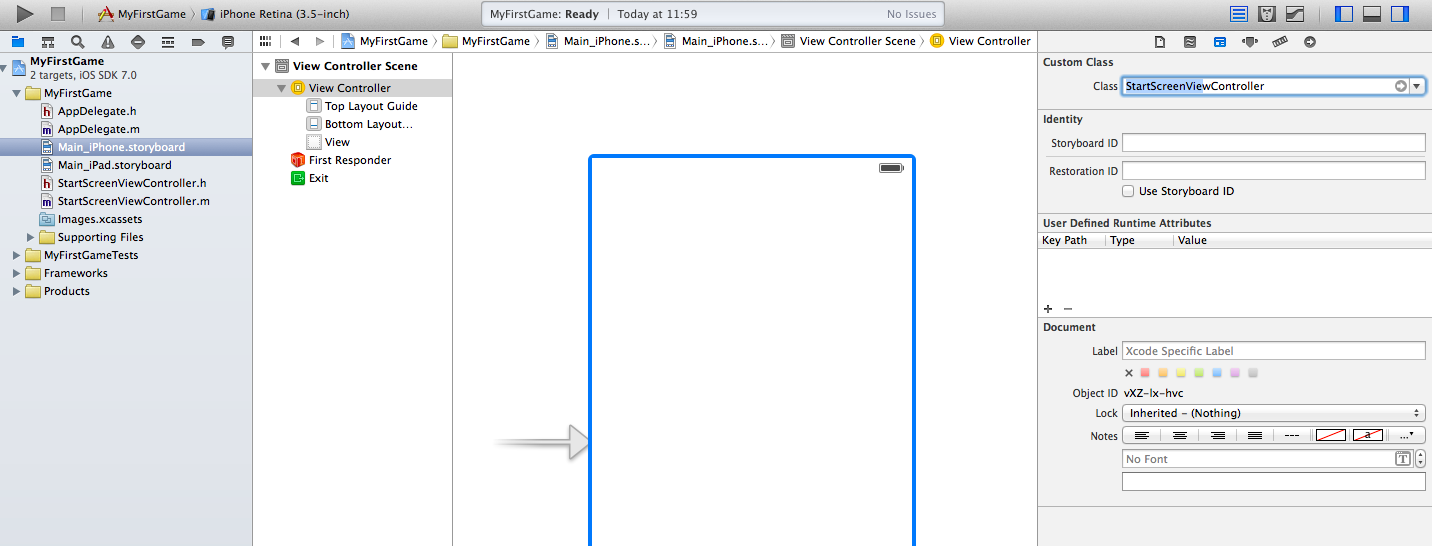 MyFirstGame 〉 iPhone Retina (3.5-inch)
MyFirstGame: Ready | Today at 11:59
No Issues
MyFirstGame 〉 MyFirstGame 〉 Main_iPhone.s... 〉 Main_iPhone.s... 〉 View Controller Scene 〉 View Controller
MyFirstGame
2 targets, iOS SDK 7.0
MyFirstGame
AppDelegate.h
AppDelegate.m
Main_iPhone.storyboard
Main_iPad.storyboard
StartScreenViewController.h
StartScreenViewController.m
Images.xcassets
Supporting Files
MyFirstGameTests
Frameworks
Products
View Controller Scene
View Controller
Top Layout Guide
Bottom Layout...
View
First Responder
Exit
Custom Class
Class StartScreenViewController
Identity
Storyboard ID
Restoration ID
Use Storyboard ID
User Defined Runtime Attributes
Key Path Type Value
Document
Label Xcode Specific Label
Object ID vXZ-lx-hvc
Lock Inherited - (Nothing)
Notes
No Font